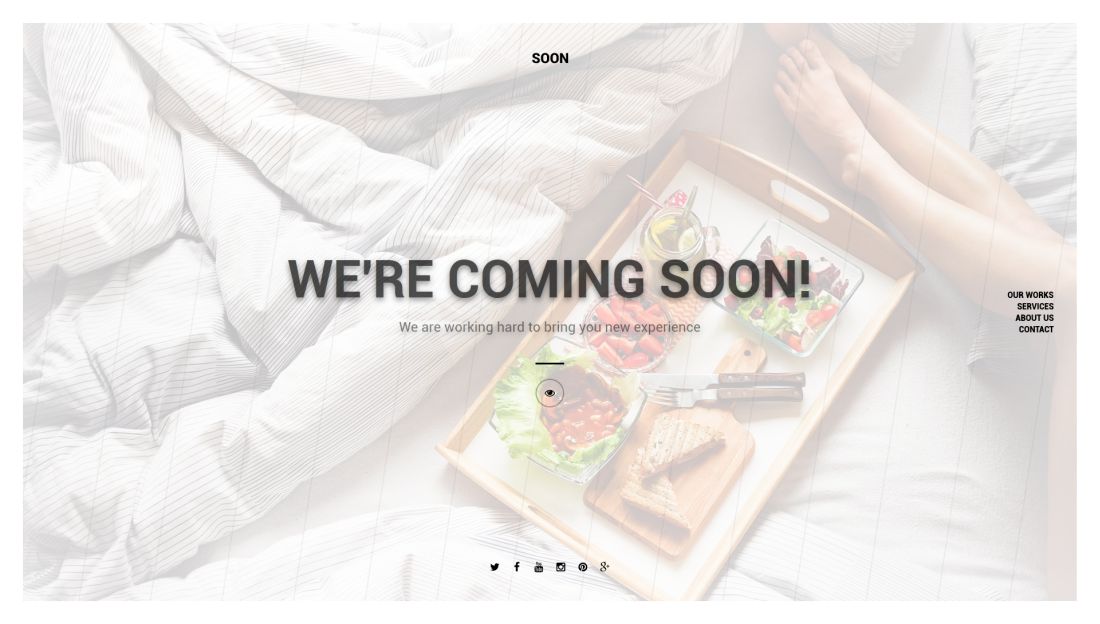 SOON
WE'RE COMING SOON!
We are working hard to bring you new experience
OUR WORKS
SERVICES
ABOUT US
CONTACT